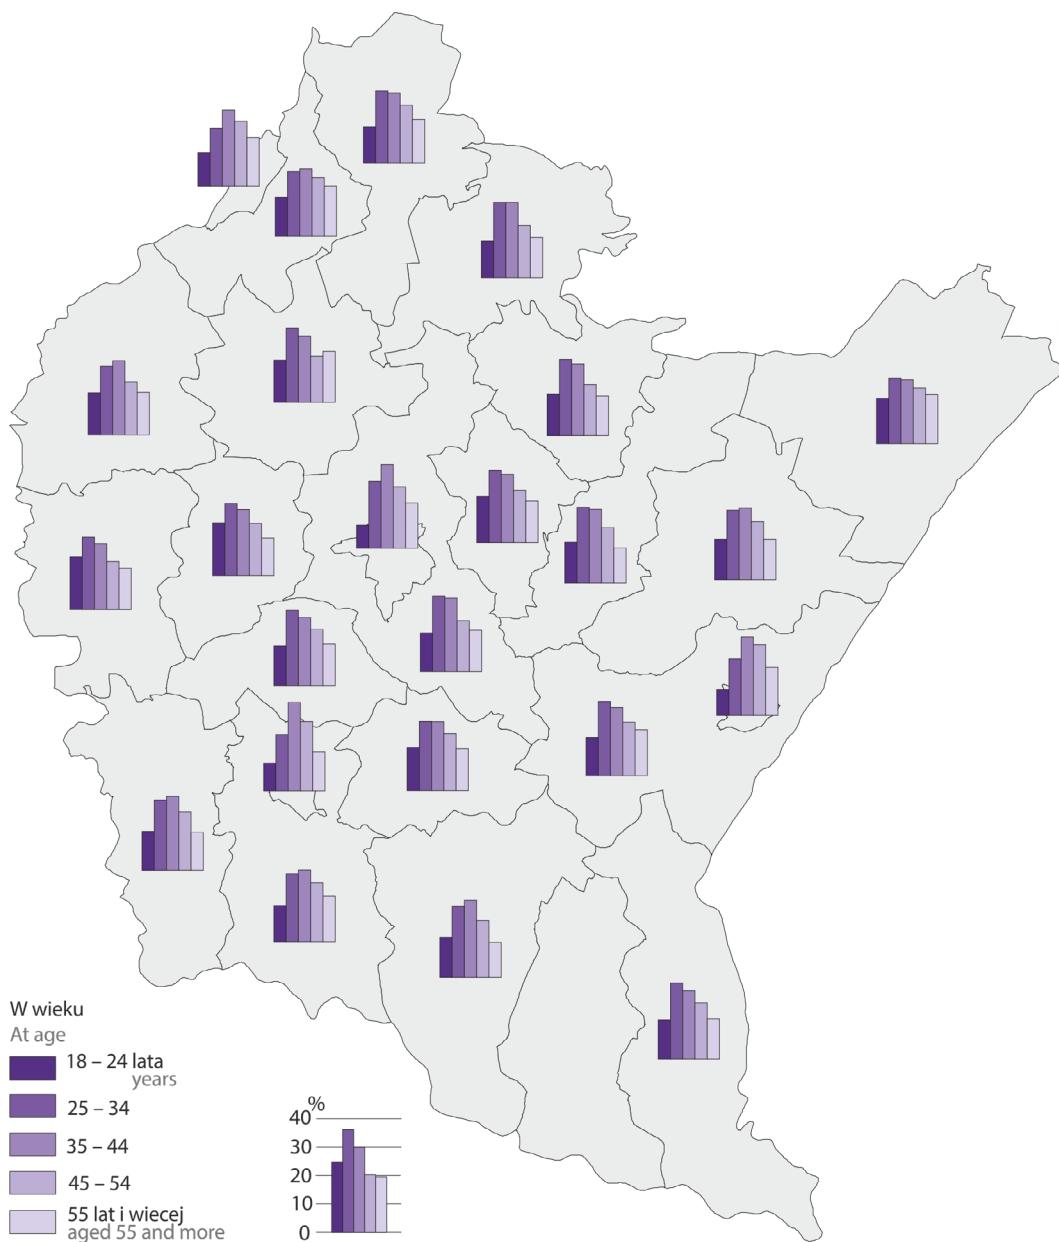 W wieku
At age
18 – 24 lata
years
25 – 34
35 – 44
45 – 54
55 lat i wiecej
aged 55 and more
%
40
30
20
10
0